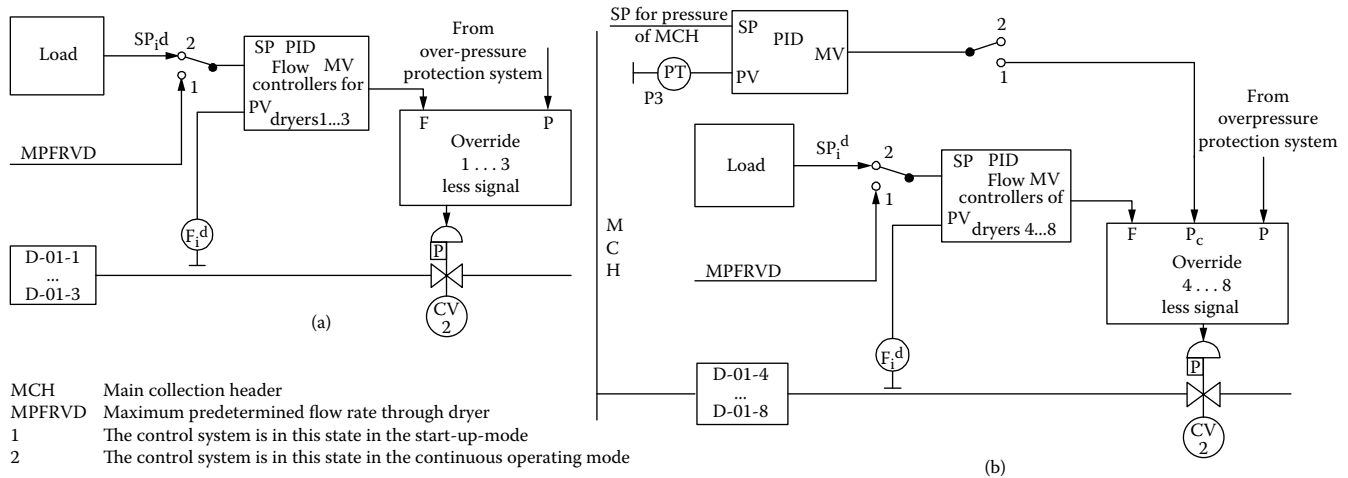 Load
SPid
2
1
MPFRVD
SP PID
Flow MV
controllers for
PV
dryers1...3
From
over-pressure
protection system
F P
Override
1 . . . 3
less signal
Fid
P
CV
2
D-01-1
...
D-01-3
(a)
MCH Main collection header
MPFRVD Maximum predetermined flow rate through dryer
1 The control system is in this state in the start-up-mode
2 The control system is in this state in the continuous operating mode
SP for pressure
of MCH
SP
PID
MV
PV
PT
P3
2
1
M
C
H
Load
SPid
2
1
MPFRVD
SP PID
Flow MV
controllers of
PV
dryers 4...8
From
overpressure
protection system
F Pc P
Override
4 . . . 8
less signal
Fid
P
CV
2
D-01-4
...
D-01-8
(b)